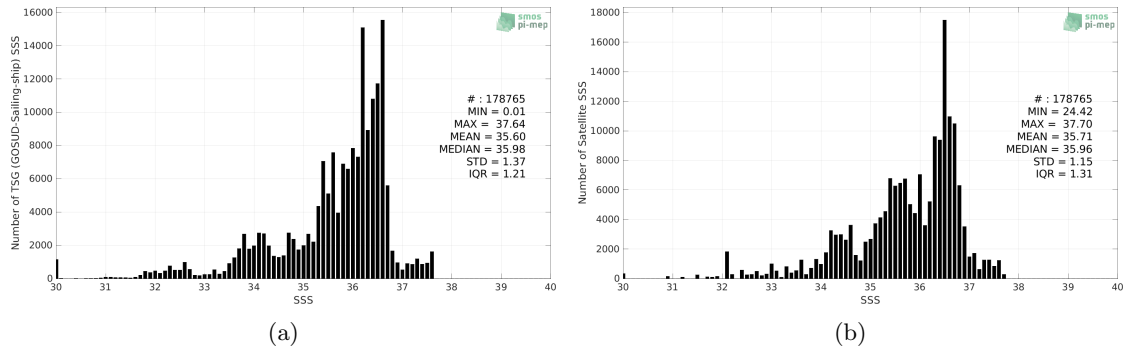 16000
14000
12000
10000
8000
6000
4000
2000
0
Number of TSG (GOSUD-Sailing-ship) SSS
smos
pi-mep
# : 178765
MIN = 0.01
MAX = 37.64
MEAN = 35.60
MEDIAN = 35.98
STD = 1.37
IQR = 1.21
30 31 32 33 34 35 36 37 38 39 40
SSS
(a)
18000
16000
14000
12000
10000
8000
6000
4000
2000
0
Number of Satellite SSS
smos
pi-mep
# : 178765
MIN = 24.42
MAX = 37.70
MEAN = 35.71
MEDIAN = 35.96
STD = 1.15
IQR = 1.31
30 31 32 33 34 35 36 37 38 39 40
SSS
(b)